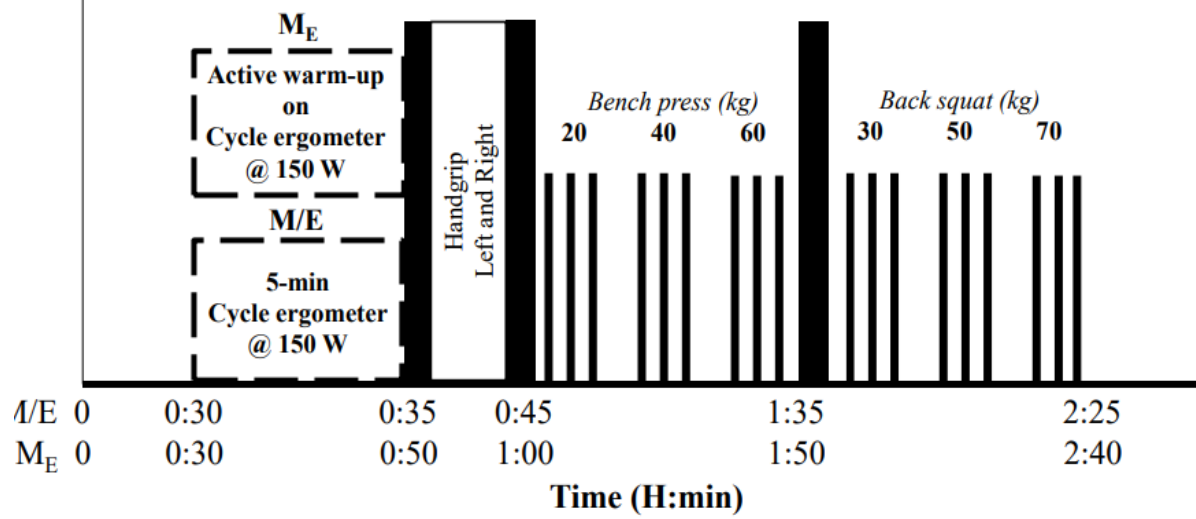 M_E
Active warm-up
on
Cycle ergometer
@ 150 W
M/E
5-min
Cycle ergometer
@ 150 W
Handgrip
Left and Right
Bench press (kg)
20 40 60
Back squat (kg)
30 50 70
M/E 0 0:30 0:35 0:45 1:35 2:25
M_E 0 0:30 0:50 1:00 1:50 2:40
Time (H:min)